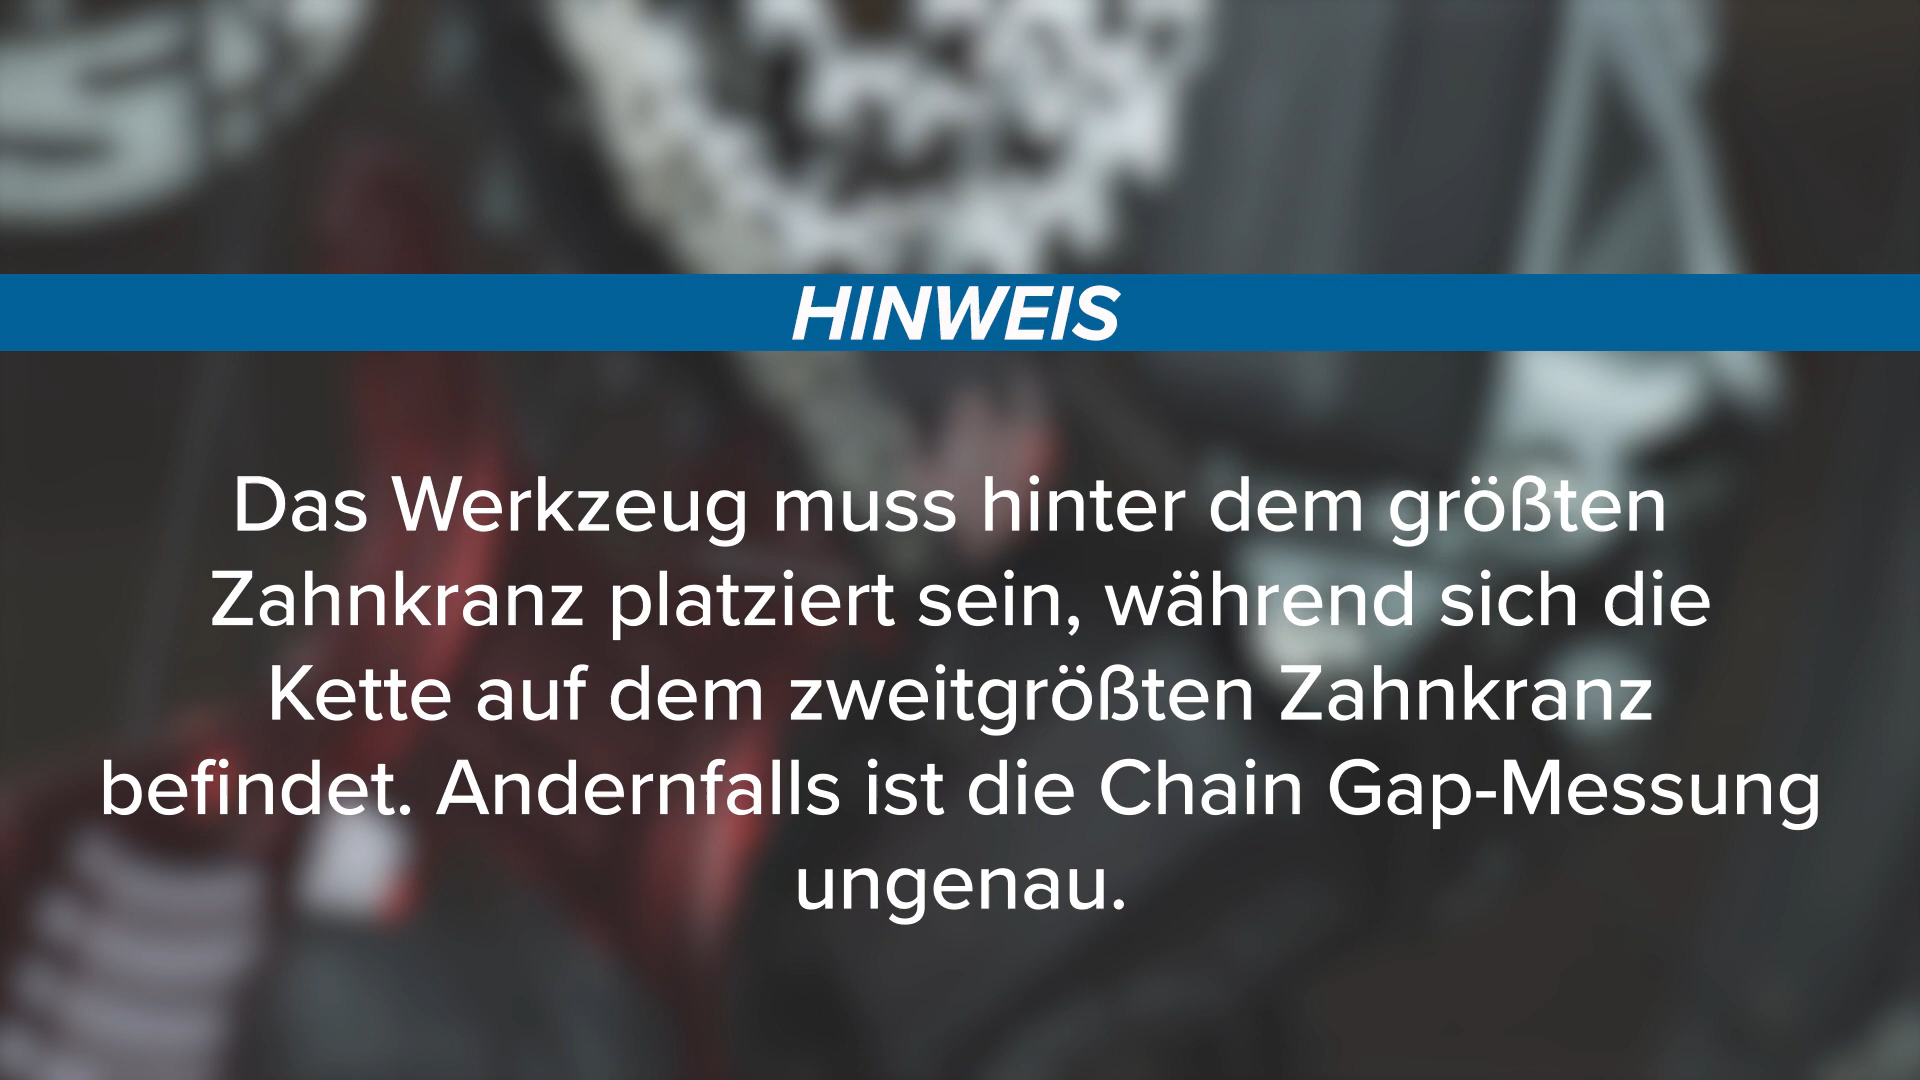 HINWEIS
Das Werkzeug muss hinter dem größten
Zahnkranz platziert sein, während sich die
Kette auf dem zweitgrößten Zahnkranz
befindet. Andernfalls ist die Chain Gap-Messung
ungenau.